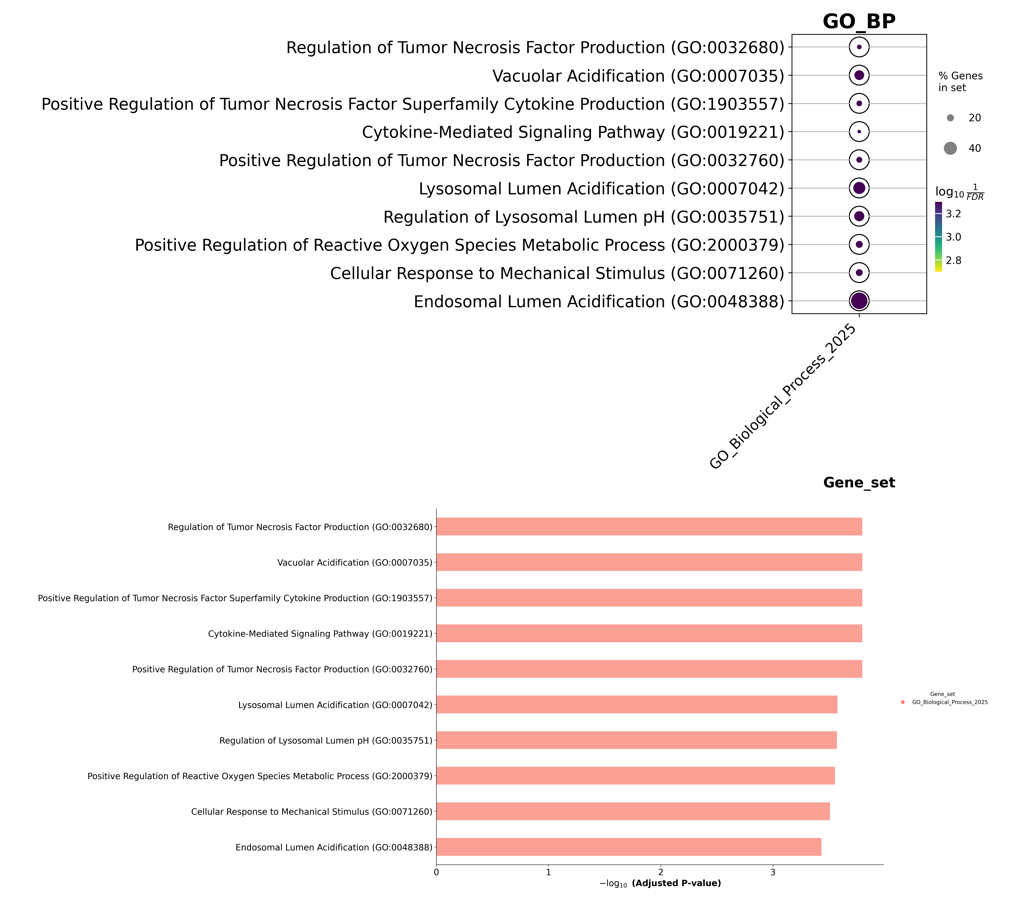 GO_BP
Regulation of Tumor Necrosis Factor Production (GO:0032680)
Vacuolar Acidification (GO:0007035)
Positive Regulation of Tumor Necrosis Factor Superfamily Cytokine Production (GO:1903557)
Cytokine-Mediated Signaling Pathway (GO:0019221)
Positive Regulation of Tumor Necrosis Factor Production (GO:0032760)
Lysosomal Lumen Acidification (GO:0007042)
Regulation of Lysosomal Lumen pH (GO:0035751)
Positive Regulation of Reactive Oxygen Species Metabolic Process (GO:2000379)
Cellular Response to Mechanical Stimulus (GO:0071260)
Endosomal Lumen Acidification (GO:0048388)
GO_Biological_Process_2025
% Genes
in set
20
40
log₁₀ 1/FDR
3.2
3.0
2.8
Gene_set
Regulation of Tumor Necrosis Factor Production (GO:0032680)
Vacuolar Acidification (GO:0007035)
Positive Regulation of Tumor Necrosis Factor Superfamily Cytokine Production (GO:1903557)
Cytokine-Mediated Signaling Pathway (GO:0019221)
Positive Regulation of Tumor Necrosis Factor Production (GO:0032760)
Lysosomal Lumen Acidification (GO:0007042)
Regulation of Lysosomal Lumen pH (GO:0035751)
Positive Regulation of Reactive Oxygen Species Metabolic Process (GO:2000379)
Cellular Response to Mechanical Stimulus (GO:0071260)
Endosomal Lumen Acidification (GO:0048388)
0 1 2 3
−log₁₀ (Adjusted P-value)
Gene_set
GO_Biological_Process_2025